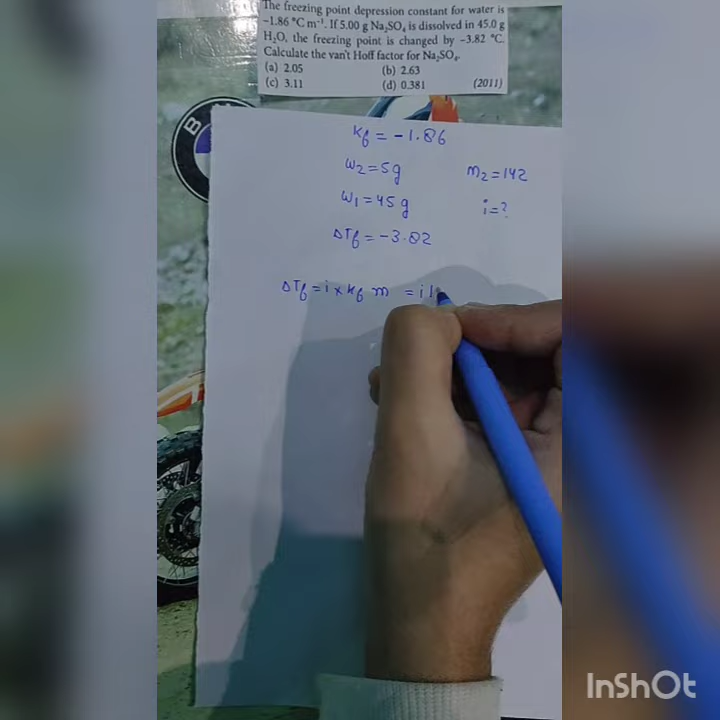 The freezing point depression constant for water is
−1.86 °C m⁻¹. If 5.00 g Na₂SO₄ is dissolved in 45.0 g
H₂O, the freezing point is changed by −3.82 °C.
Calculate the van't Hoff factor for Na₂SO₄.
(a) 2.05 (b) 2.63
(c) 3.11 (d) 0.381 (2011)
B
Kf = −1.86
w₂ = 5g m₂ = 142
w₁ = 45 g i = ?
ΔTf = −3.82
ΔTf = i × Kf m = i
InShOt